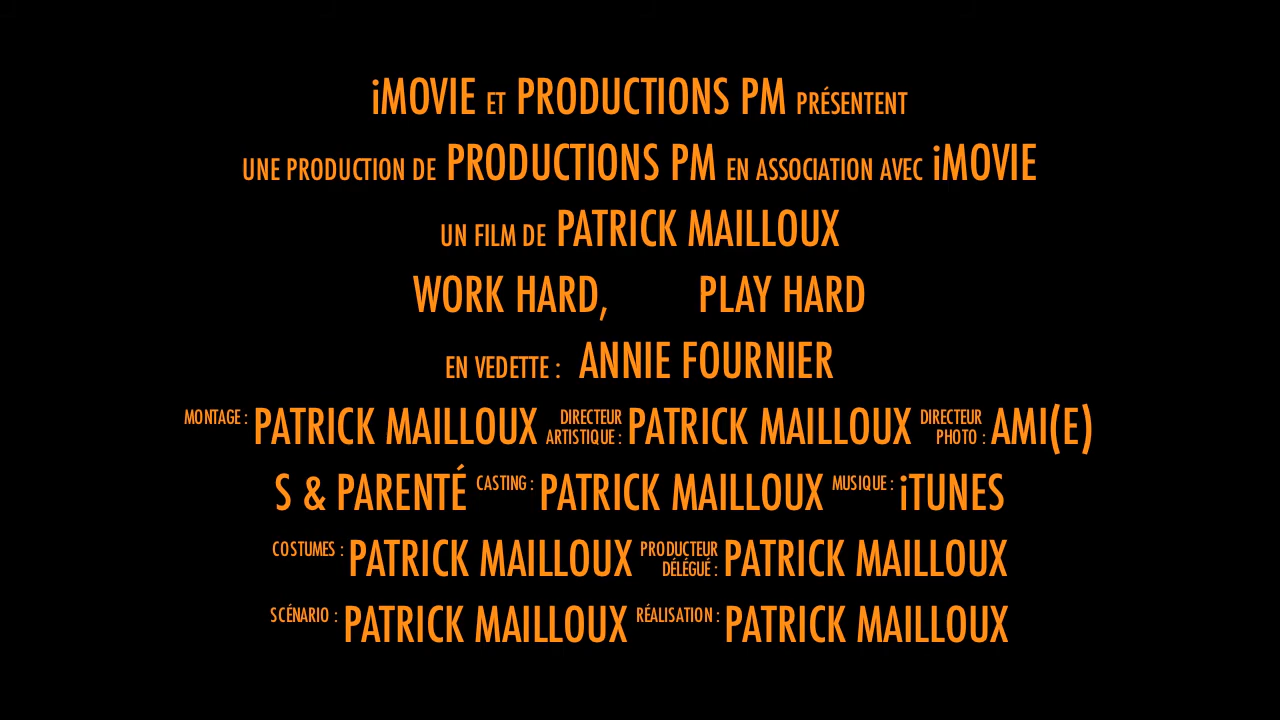 iMOVIE ET PRODUCTIONS PM PRÉSENTENT
UNE PRODUCTION DE PRODUCTIONS PM EN ASSOCIATION AVEC iMOVIE
UN FILM DE PATRICK MAILLOUX
WORK HARD, PLAY HARD
EN VEDETTE : ANNIE FOURNIER
MONTAGE : PATRICK MAILLOUX DIRECTEUR ARTISTIQUE : PATRICK MAILLOUX DIRECTEUR PHOTO : AMI(E)
S & PARENTÉ CASTING : PATRICK MAILLOUX MUSIQUE : iTUNES
COSTUMES : PATRICK MAILLOUX PRODUCTEUR DÉLÉGUÉ : PATRICK MAILLOUX
SCÉNARIO : PATRICK MAILLOUX RÉALISATION : PATRICK MAILLOUX